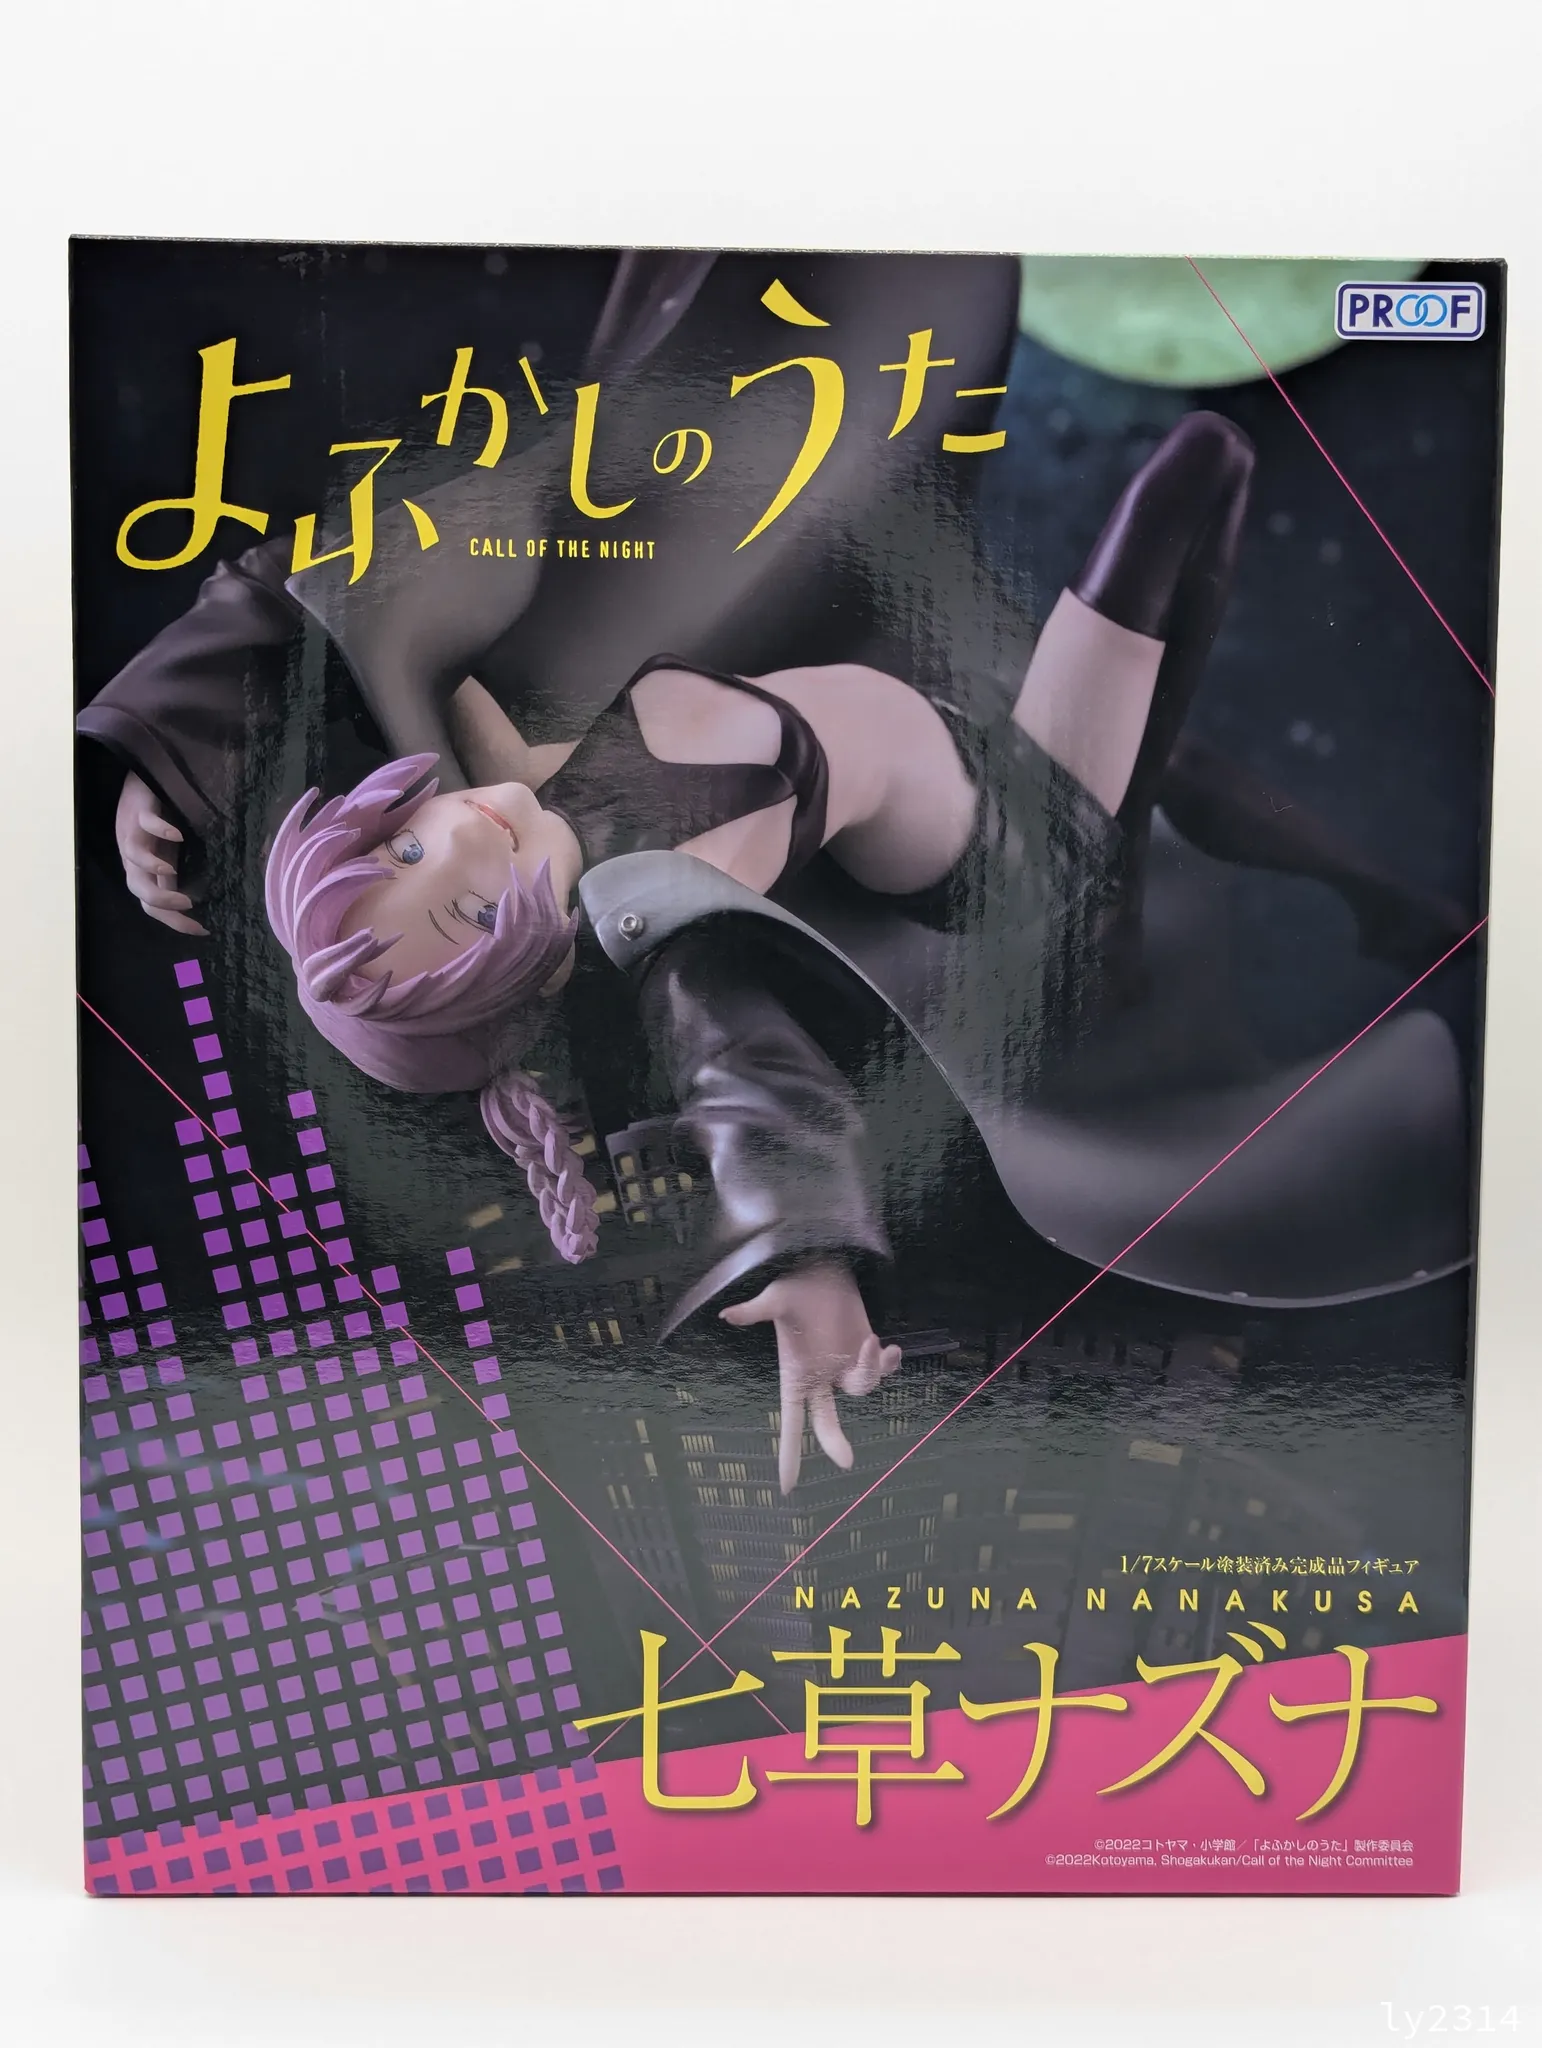 PROOF
よふかしのうた
CALL OF THE NIGHT
1/7スケール塗装済み完成品フィギュア
NAZUNA NANAKUSA
七草ナズナ
©2022コトヤマ・小学館／「よふかしのうた」製作委員会
©2022Kotoyama, Shogakukan/Call of the Night Committee
ly2314